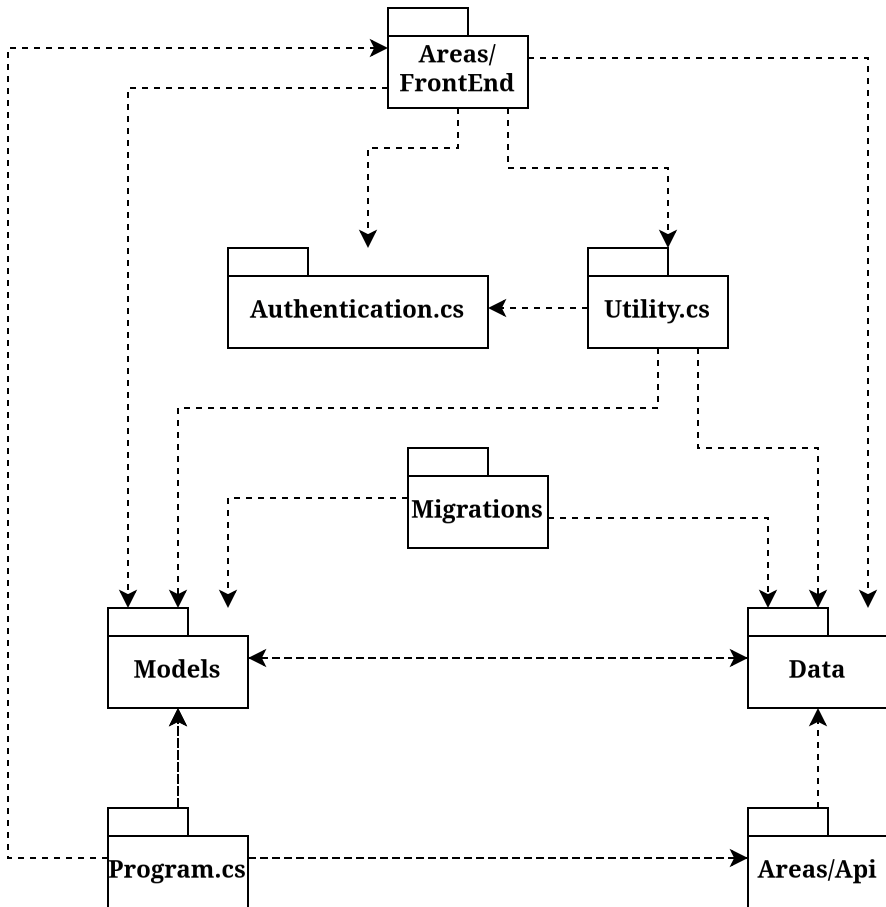 Areas/
FrontEnd
Authentication.cs
Utility.cs
Migrations
Models
Data
Program.cs
Areas/Api